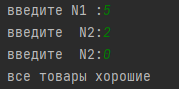 введите N1 :5
введите  N2:2
введите  N2:0
все товары хорошие